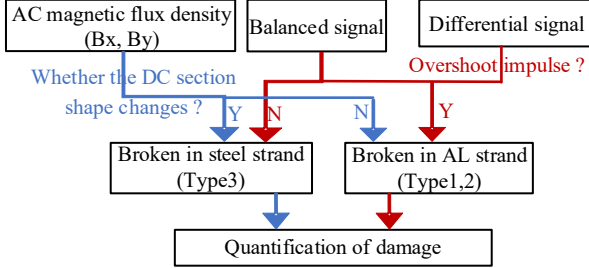 AC magnetic flux density
(Bx, By)
Balanced signal
Differential signal
Whether the DC section
shape changes ?
Overshoot impulse ?
Y
N
N
Y
Broken in steel strand
(Type3)
Broken in AL strand
(Type1,2)
Quantification of damage